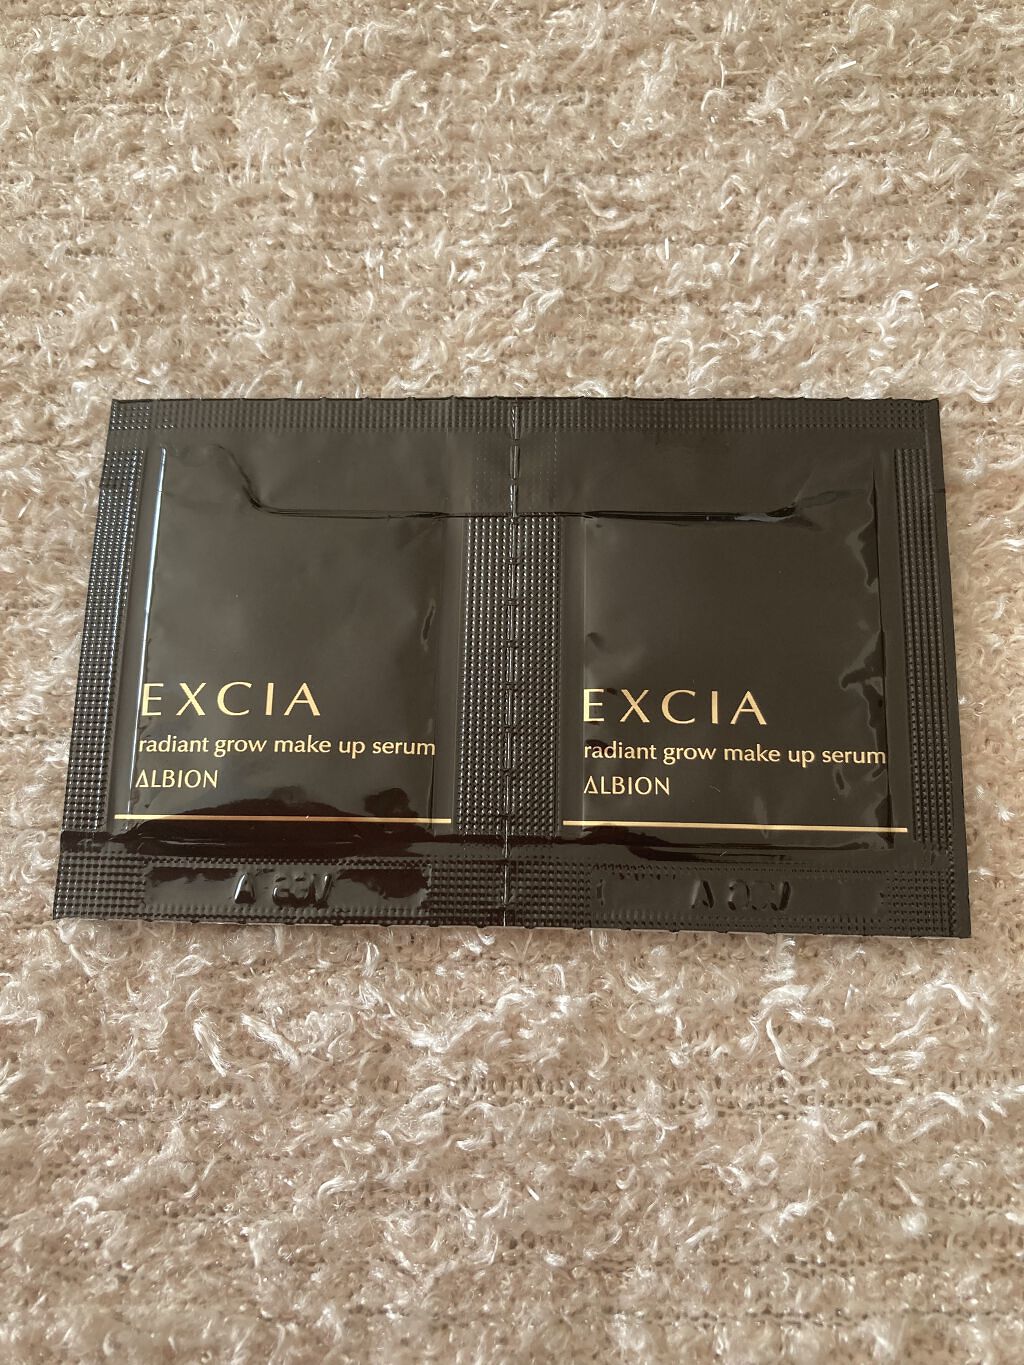 EXCIA
radiant grow make up serum
ALBION
EXCIA
radiant grow make up serum
ALBION